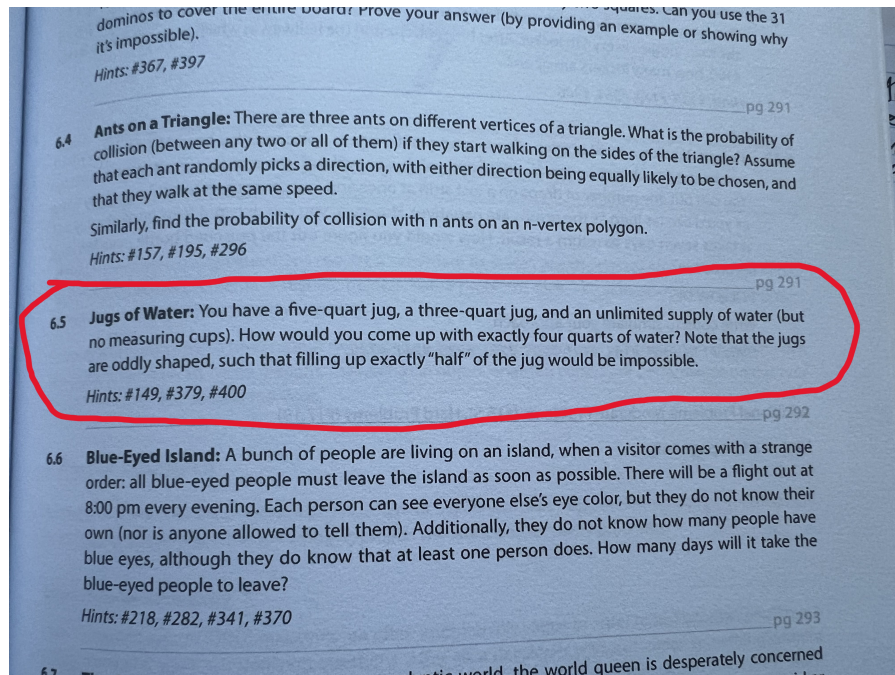 squares. Can you use the 31
dominos to cover the entire board? Prove your answer (by providing an example or showing why
it's impossible).
Hints: #367, #397
pg 291
6.4 Ants on a Triangle: There are three ants on different vertices of a triangle. What is the probability of
collision (between any two or all of them) if they start walking on the sides of the triangle? Assume
that each ant randomly picks a direction, with either direction being equally likely to be chosen, and
that they walk at the same speed.
Similarly, find the probability of collision with n ants on an n-vertex polygon.
Hints: #157, #195, #296
pg 291
6.5 Jugs of Water: You have a five-quart jug, a three-quart jug, and an unlimited supply of water (but
no measuring cups). How would you come up with exactly four quarts of water? Note that the jugs
are oddly shaped, such that filling up exactly "half" of the jug would be impossible.
Hints: #149, #379, #400
pg 292
6.6 Blue-Eyed Island: A bunch of people are living on an island, when a visitor comes with a strange
order: all blue-eyed people must leave the island as soon as possible. There will be a flight out at
8:00 pm every evening. Each person can see everyone else's eye color, but they do not know their
own (nor is anyone allowed to tell them). Additionally, they do not know how many people have
blue eyes, although they do know that at least one person does. How many days will it take the
blue-eyed people to leave?
Hints: #218, #282, #341, #370
pg 293
world, the world queen is desperately concerned